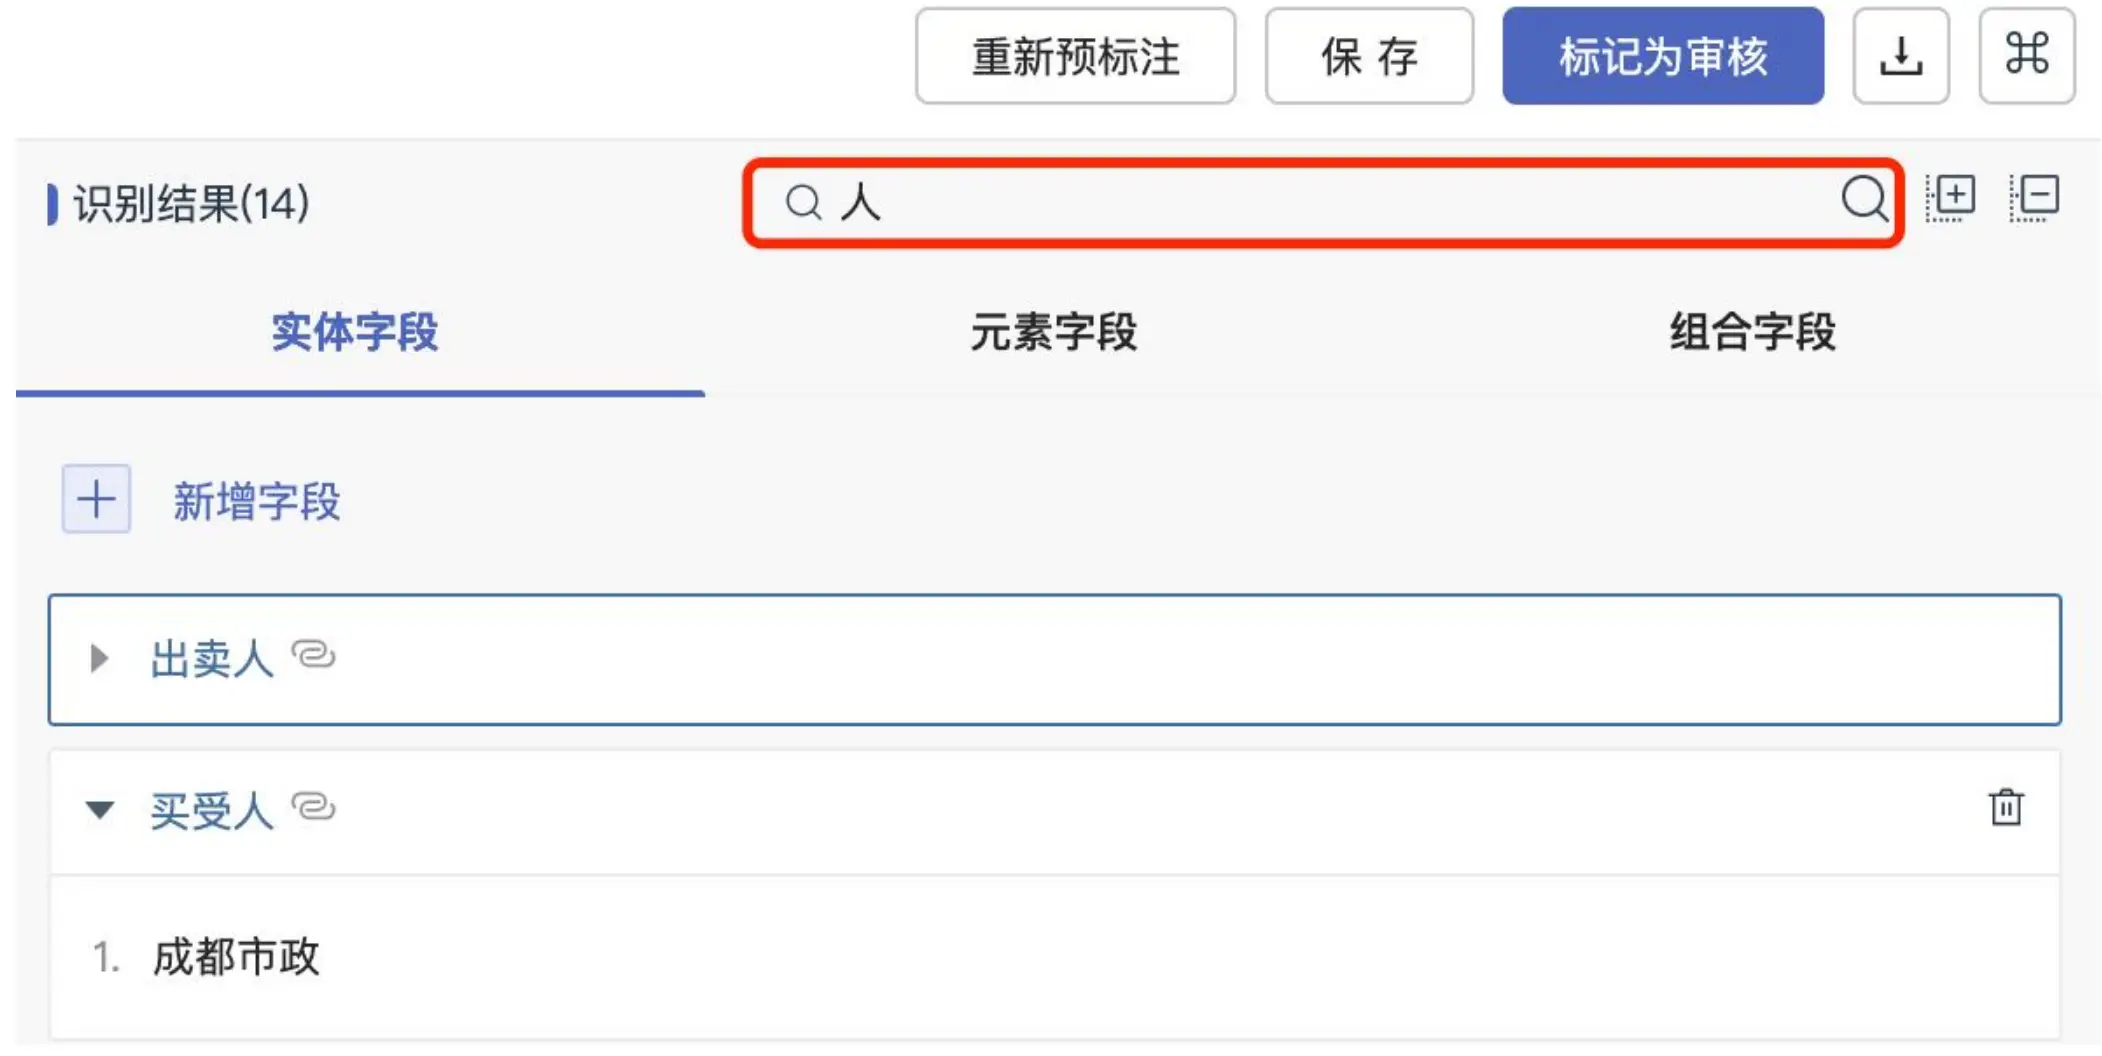 重新预标注 保 存 标记为审核
识别结果(14) 人
实体字段 元素字段 组合字段
新增字段
出卖人
买受人
1. 成都市政